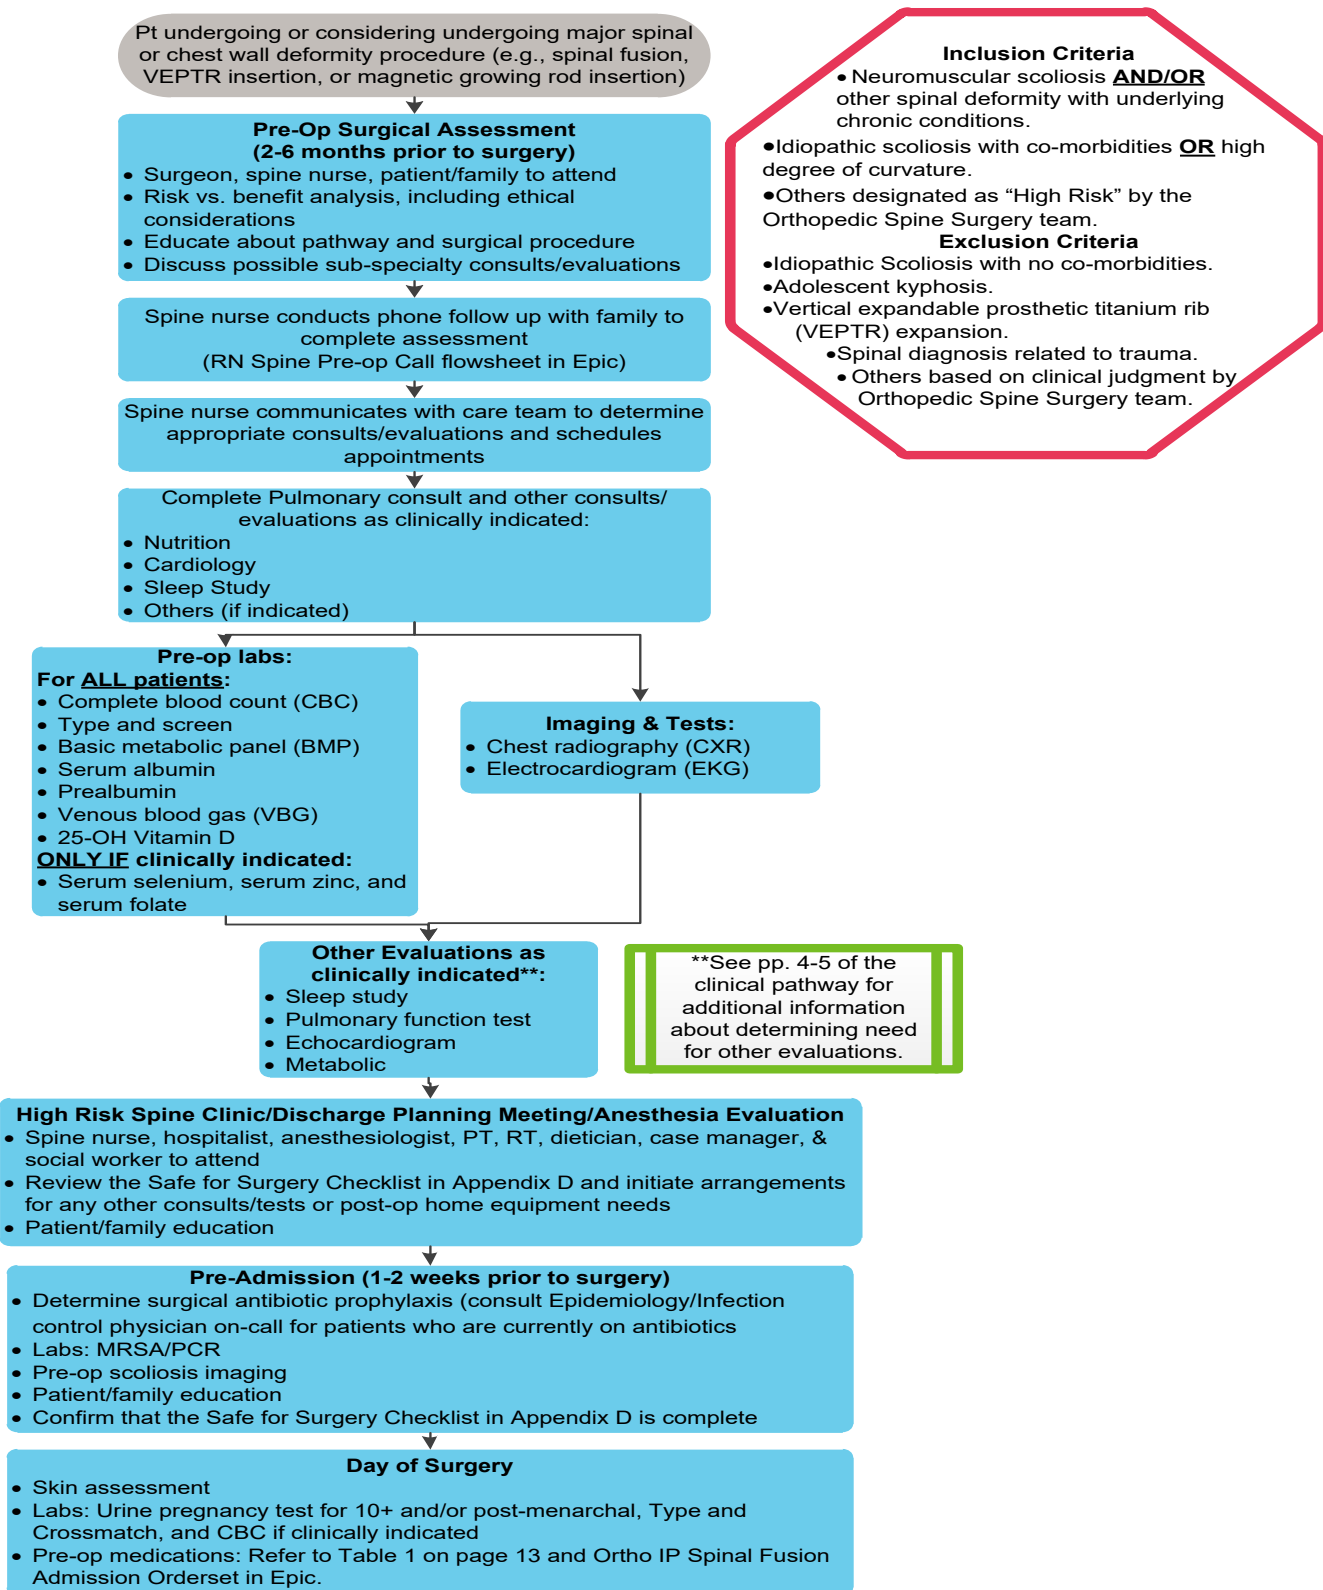 Pt undergoing or considering undergoing major spinal
or chest wall deformity procedure (e.g., spinal fusion,
VEPTR insertion, or magnetic growing rod insertion)
Pre-Op Surgical Assessment
(2-6 months prior to surgery)
• Surgeon, spine nurse, patient/family to attend
• Risk vs. benefit analysis, including ethical
considerations
• Educate about pathway and surgical procedure
• Discuss possible sub-specialty consults/evaluations
Spine nurse conducts phone follow up with family to
complete assessment
(RN Spine Pre-op Call flowsheet in Epic)
Spine nurse communicates with care team to determine
appropriate consults/evaluations and schedules
appointments
Complete Pulmonary consult and other consults/
evaluations as clinically indicated:
• Nutrition
• Cardiology
• Sleep Study
• Others (if indicated)
Inclusion Criteria
• Neuromuscular scoliosis AND/OR
other spinal deformity with underlying
chronic conditions.
•Idiopathic scoliosis with co-morbidities OR high
degree of curvature.
•Others designated as “High Risk” by the
Orthopedic Spine Surgery team.
Exclusion Criteria
•Idiopathic Scoliosis with no co-morbidities.
•Adolescent kyphosis.
•Vertical expandable prosthetic titanium rib
(VEPTR) expansion.
•Spinal diagnosis related to trauma.
• Others based on clinical judgment by
Orthopedic Spine Surgery team.
Pre-op labs:
For ALL patients:
• Complete blood count (CBC)
• Type and screen
• Basic metabolic panel (BMP)
• Serum albumin
• Prealbumin
• Venous blood gas (VBG)
• 25-OH Vitamin D
ONLY IF clinically indicated:
• Serum selenium, serum zinc, and
serum folate
Imaging & Tests:
• Chest radiography (CXR)
• Electrocardiogram (EKG)
Other Evaluations as
clinically indicated**:
• Sleep study
• Pulmonary function test
• Echocardiogram
• Metabolic
**See pp. 4-5 of the
clinical pathway for
additional information
about determining need
for other evaluations.
High Risk Spine Clinic/Discharge Planning Meeting/Anesthesia Evaluation
• Spine nurse, hospitalist, anesthesiologist, PT, RT, dietician, case manager, &
social worker to attend
• Review the Safe for Surgery Checklist in Appendix D and initiate arrangements
for any other consults/tests or post-op home equipment needs
• Patient/family education
Pre-Admission (1-2 weeks prior to surgery)
• Determine surgical antibiotic prophylaxis (consult Epidemiology/Infection
control physician on-call for patients who are currently on antibiotics
• Labs: MRSA/PCR
• Pre-op scoliosis imaging
• Patient/family education
• Confirm that the Safe for Surgery Checklist in Appendix D is complete
Day of Surgery
• Skin assessment
• Labs: Urine pregnancy test for 10+ and/or post-menarchal, Type and
Crossmatch, and CBC if clinically indicated
• Pre-op medications: Refer to Table 1 on page 13 and Ortho IP Spinal Fusion
Admission Orderset in Epic.